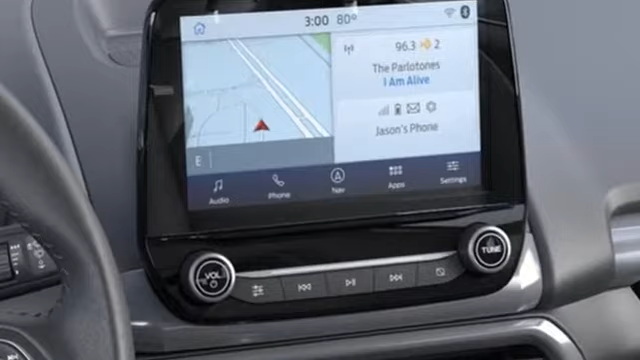 3:00 80°
96.3 2
The Parlotones
I Am Alive
Jason's Phone
E
Audio Phone Nav Apps Settings
VOL TUNE